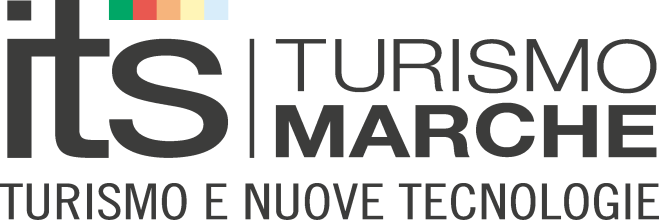 its
TURISMO
MARCHE
TURISMO E NUOVE TECNOLOGIE